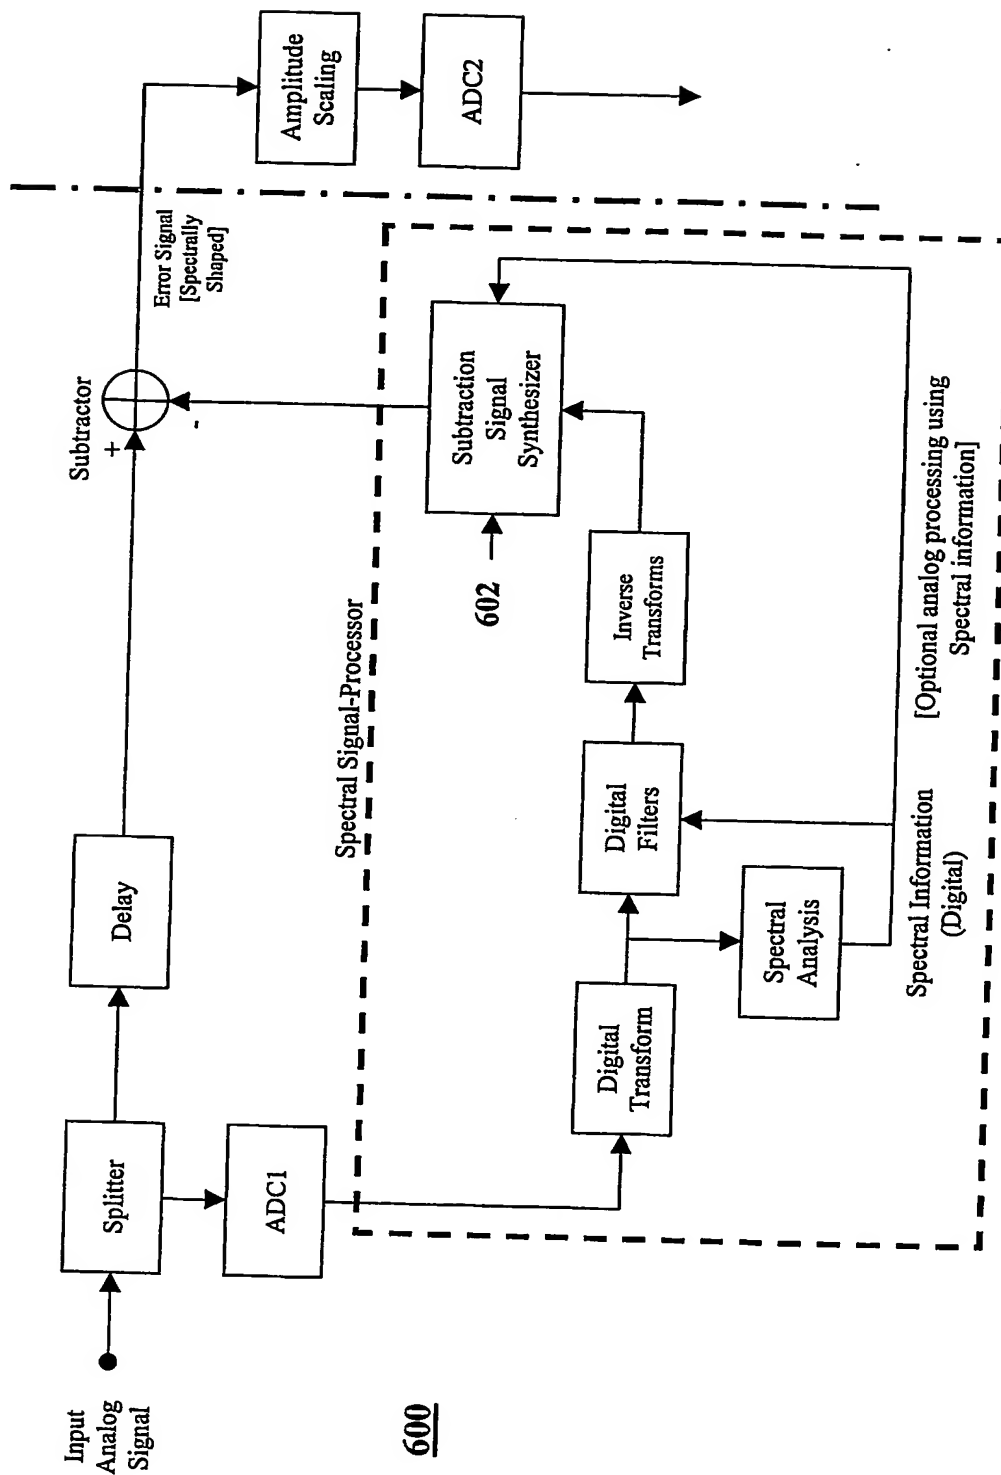 600
Input
Analog
Signal
Splitter
ADC1
Delay
Subtractor
+
-
Error Signal
[Spectrally
Shaped]
Amplitude
Scaling
ADC2
Spectral Signal-Processor
Digital
Transform
Spectral
Analysis
Digital
Filters
Inverse
Transforms
602
Subtraction
Signal
Synthesizer
Spectral Information
(Digital)
[Optional analog processing using
Spectral information]